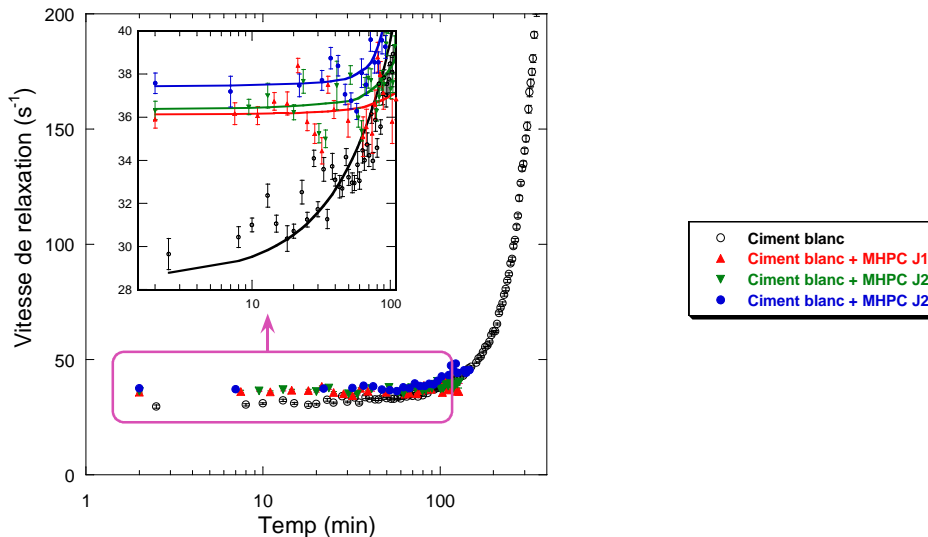 200
150
100
50
0
Vitesse de relaxation (s-1)
40
38
36
34
32
30
28
10
100
1
10
100
Temp (min)
Ciment blanc
Ciment blanc + MHPC J1
Ciment blanc + MHPC J2
Ciment blanc + MHPC J2